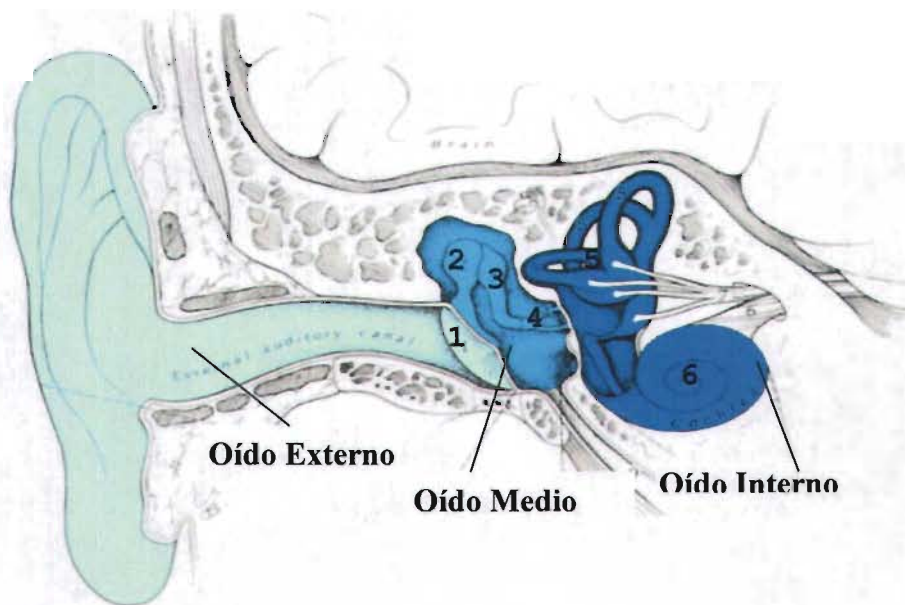 Brain
2
3
5
4
1
External auditory canal
6
Cochlea
Oído Externo
Oído Medio
Oído Interno